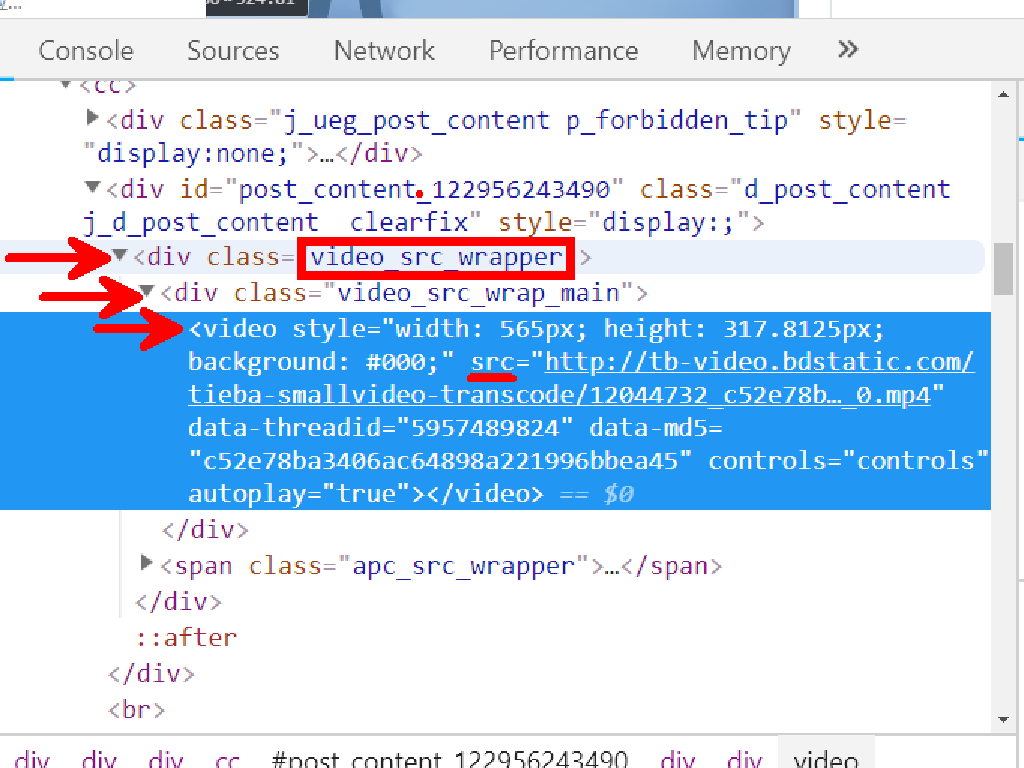 Console Sources Network Performance Memory »
▼<cc>
▶<div class="j_ueg_post_content p_forbidden_tip" style=
"display:none;">…</div>
▼<div id="post_content_122956243490" class="d_post_content
j_d_post_content  clearfix" style="display:;">
▼<div class= video_src_wrapper >
▼<div class="video_src_wrap_main">
<video style="width: 565px; height: 317.8125px;
background: #000;" src="http://tb-video.bdstatic.com/
tieba-smallvideo-transcode/12044732_c52e78b…_0.mp4"
data-threadid="5957489824" data-md5=
"c52e78ba3406ac64898a221996bbea45" controls="controls"
autoplay="true"></video> == $0
</div>
▶<span class="apc_src_wrapper">…</span>
</div>
::after
</div>
<br>
div div div cc #post_content_122956243490 div div video